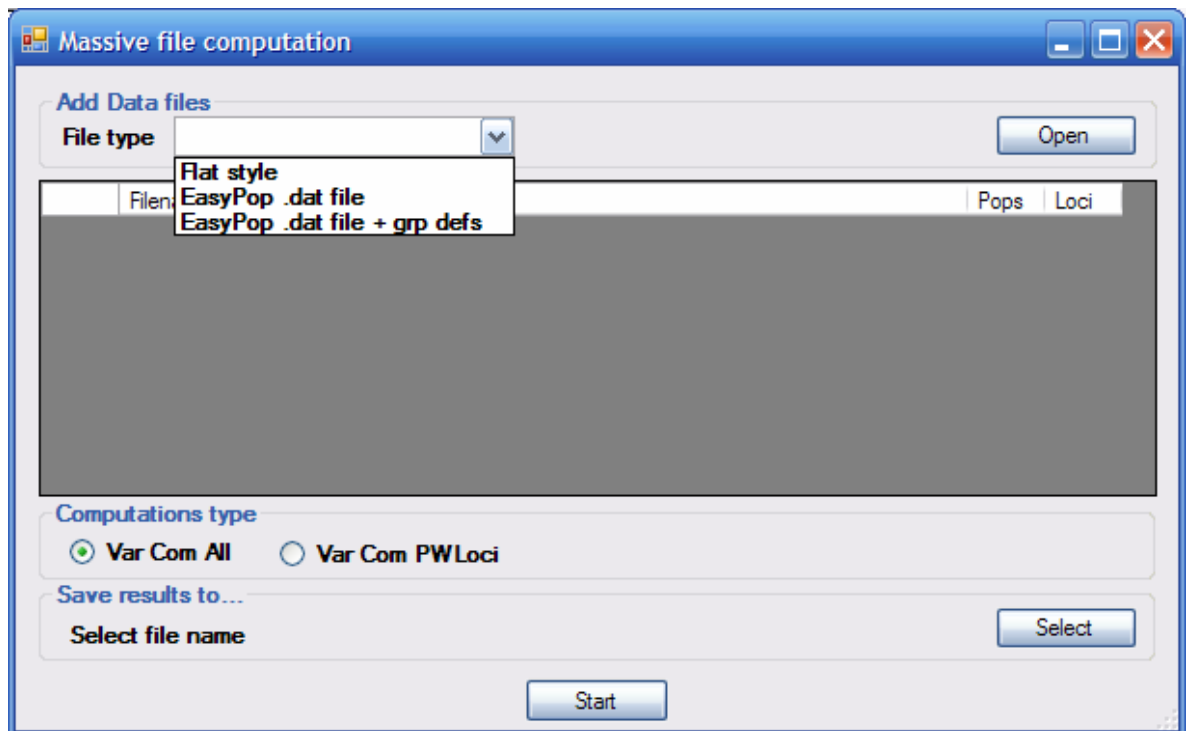 Massive file computation
Add Data files
File type
Open
Flat style
EasyPop .dat file
EasyPop .dat file + grp defs
Filena Pops Loci
Computations type
Var Com All Var Com PWLoci
Save results to...
Select file name
Select
Start